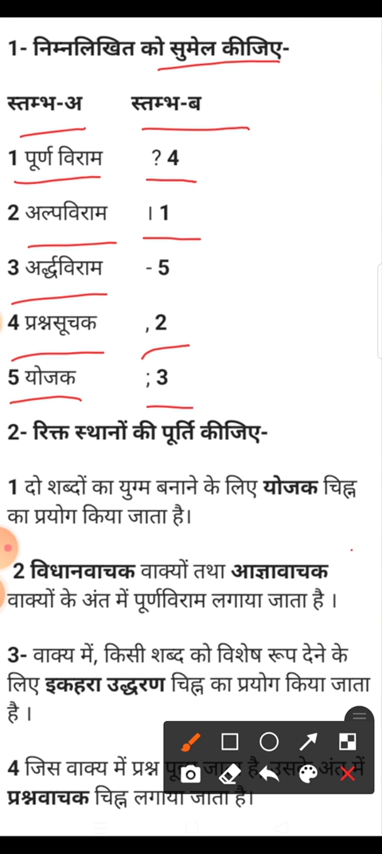 1- निम्नलिखित को सुमेल कीजिए-
स्तम्भ-अ स्तम्भ-ब
1 पूर्ण विराम ? 4
2 अल्पविराम । 1
3 अर्द्धविराम - 5
4 प्रश्नसूचक , 2
5 योजक ; 3
2- रिक्त स्थानों की पूर्ति कीजिए-
1 दो शब्दों का युग्म बनाने के लिए योजक चिह्न
का प्रयोग किया जाता है।
2 विधानवाचक वाक्यों तथा आज्ञावाचक
वाक्यों के अंत में पूर्णविराम लगाया जाता है ।
3- वाक्य में, किसी शब्द को विशेष रूप देने के
लिए इकहरा उद्धरण चिह्न का प्रयोग किया जाता
है ।
4 जिस वाक्य में प्रश्न जाता है, उसके अंत में
प्रश्नवाचक चिह्न लगाया जाता है।